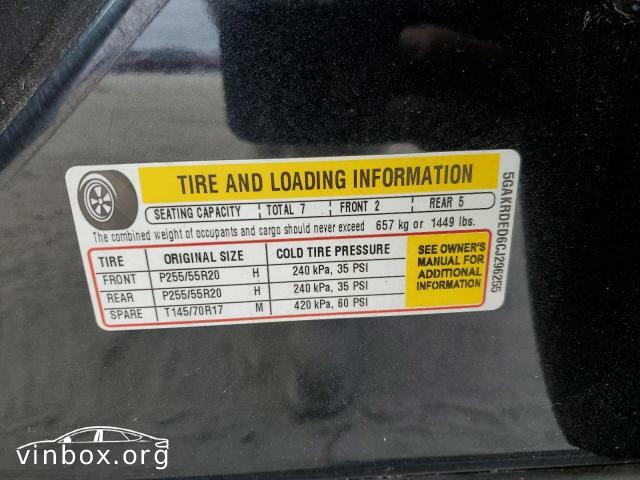 TIRE AND LOADING INFORMATION
SEATING CAPACITY TOTAL 7 FRONT 2 REAR 5
The combined weight of occupants and cargo should never exceed 657 kg or 1449 lbs.
TIRE ORIGINAL SIZE COLD TIRE PRESSURE
FRONT P255/55R20 H 240 kPa, 35 PSI
REAR P255/55R20 H 240 kPa, 35 PSI
SPARE T145/70R17 M 420 kPa, 60 PSI
SEE OWNER'S
MANUAL FOR
ADDITIONAL
INFORMATION
5GAKRDED6CJ296255
vinbox.org